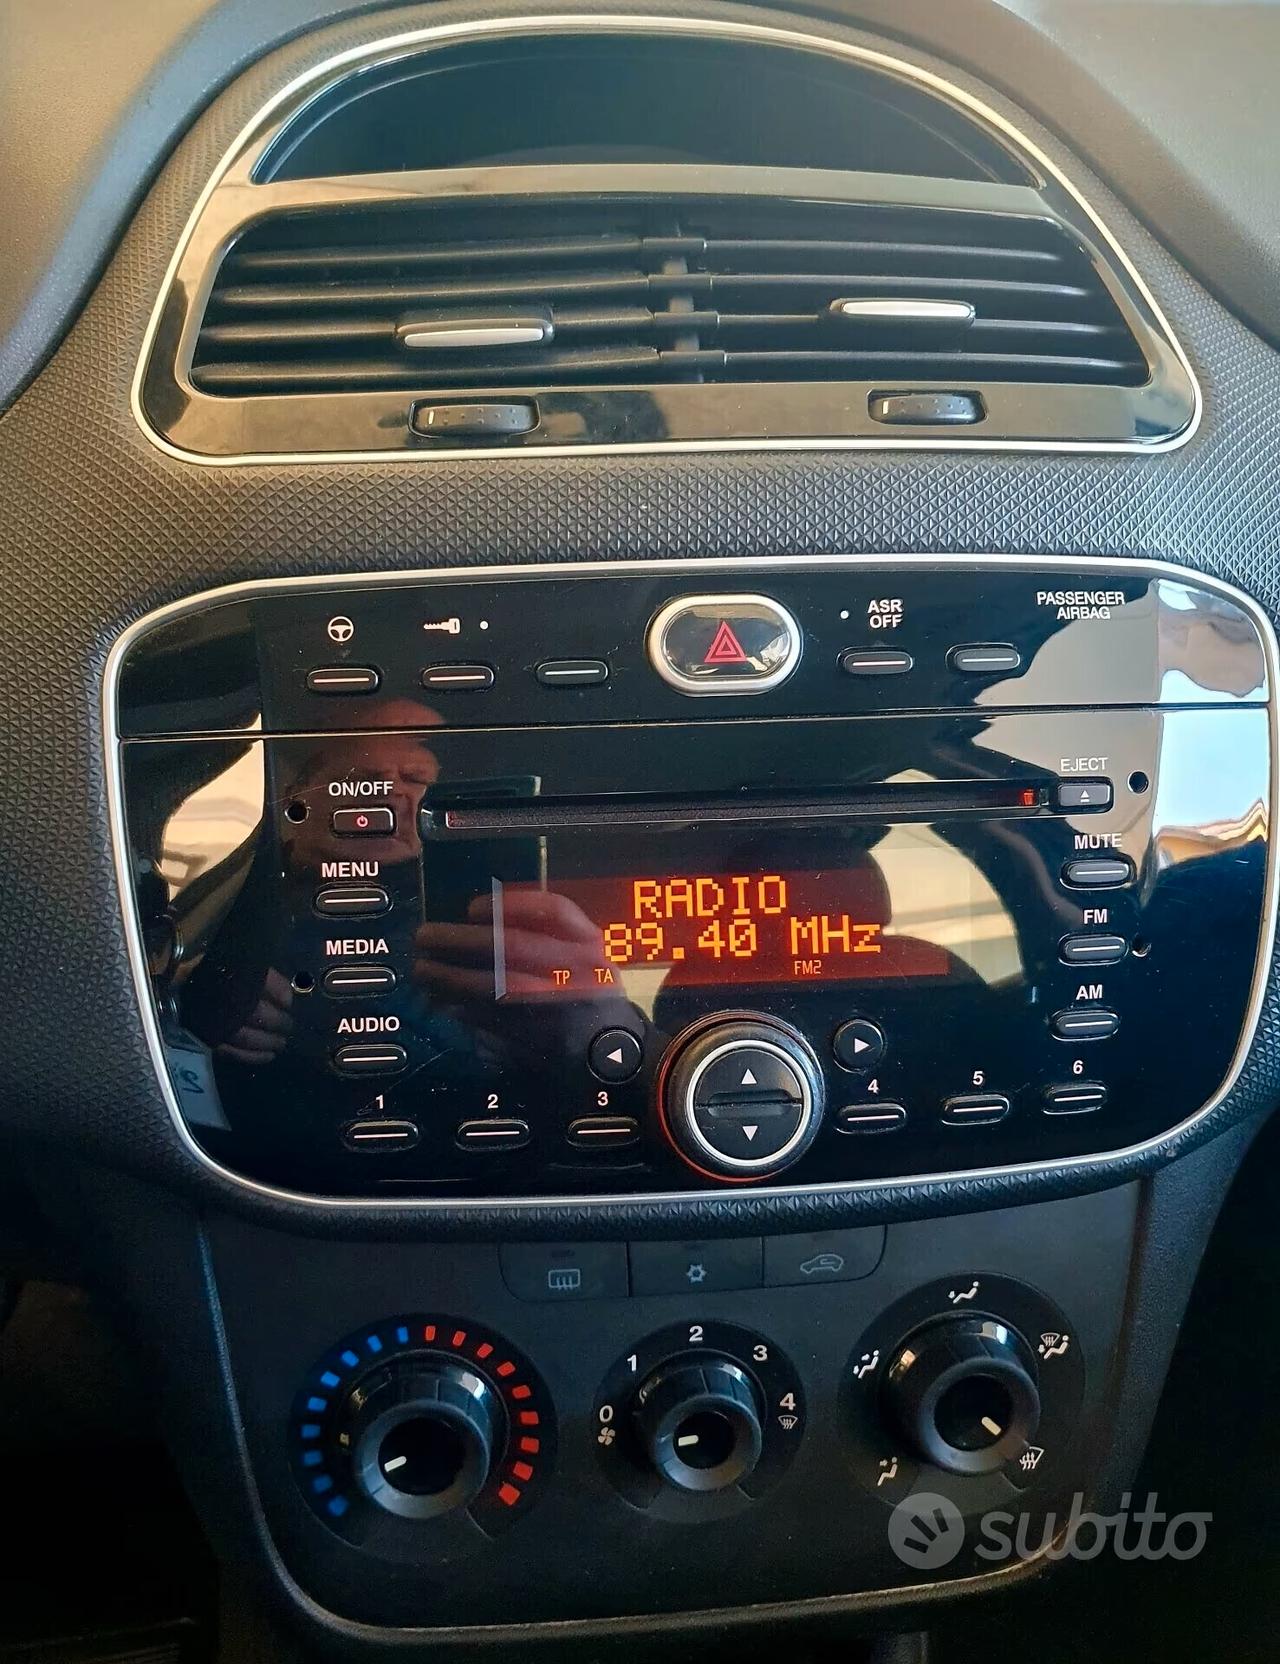 ASR
OFF
PASSENGER
AIRBAG
ON/OFF
EJECT
MENU
MUTE
RADIO
89.40 MHz
TP TA FM2
MEDIA
FM
AUDIO
AM
1 2 3 4 5 6
0 1 2 3 4
subito